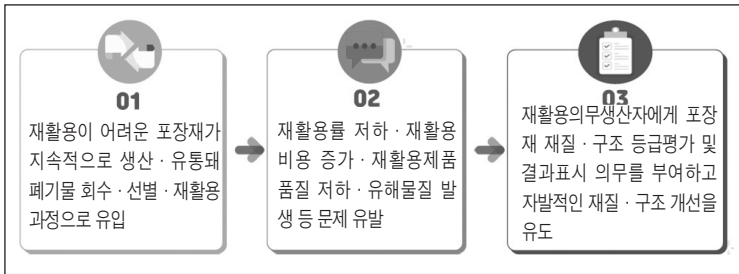 01
재활용이 어려운 포장재가
지속적으로 생산 · 유통돼
폐기물 회수 · 선별 · 재활용
과정으로 유입
02
재활용률 저하 · 재활용
비용 증가 · 재활용제품
품질 저하 · 유해물질 발
생 등 문제 유발
03
재활용의무생산자에게 포장
재 재질 · 구조 등급평가 및
결과표시 의무를 부여하고
자발적인 재질 · 구조 개선을
유도